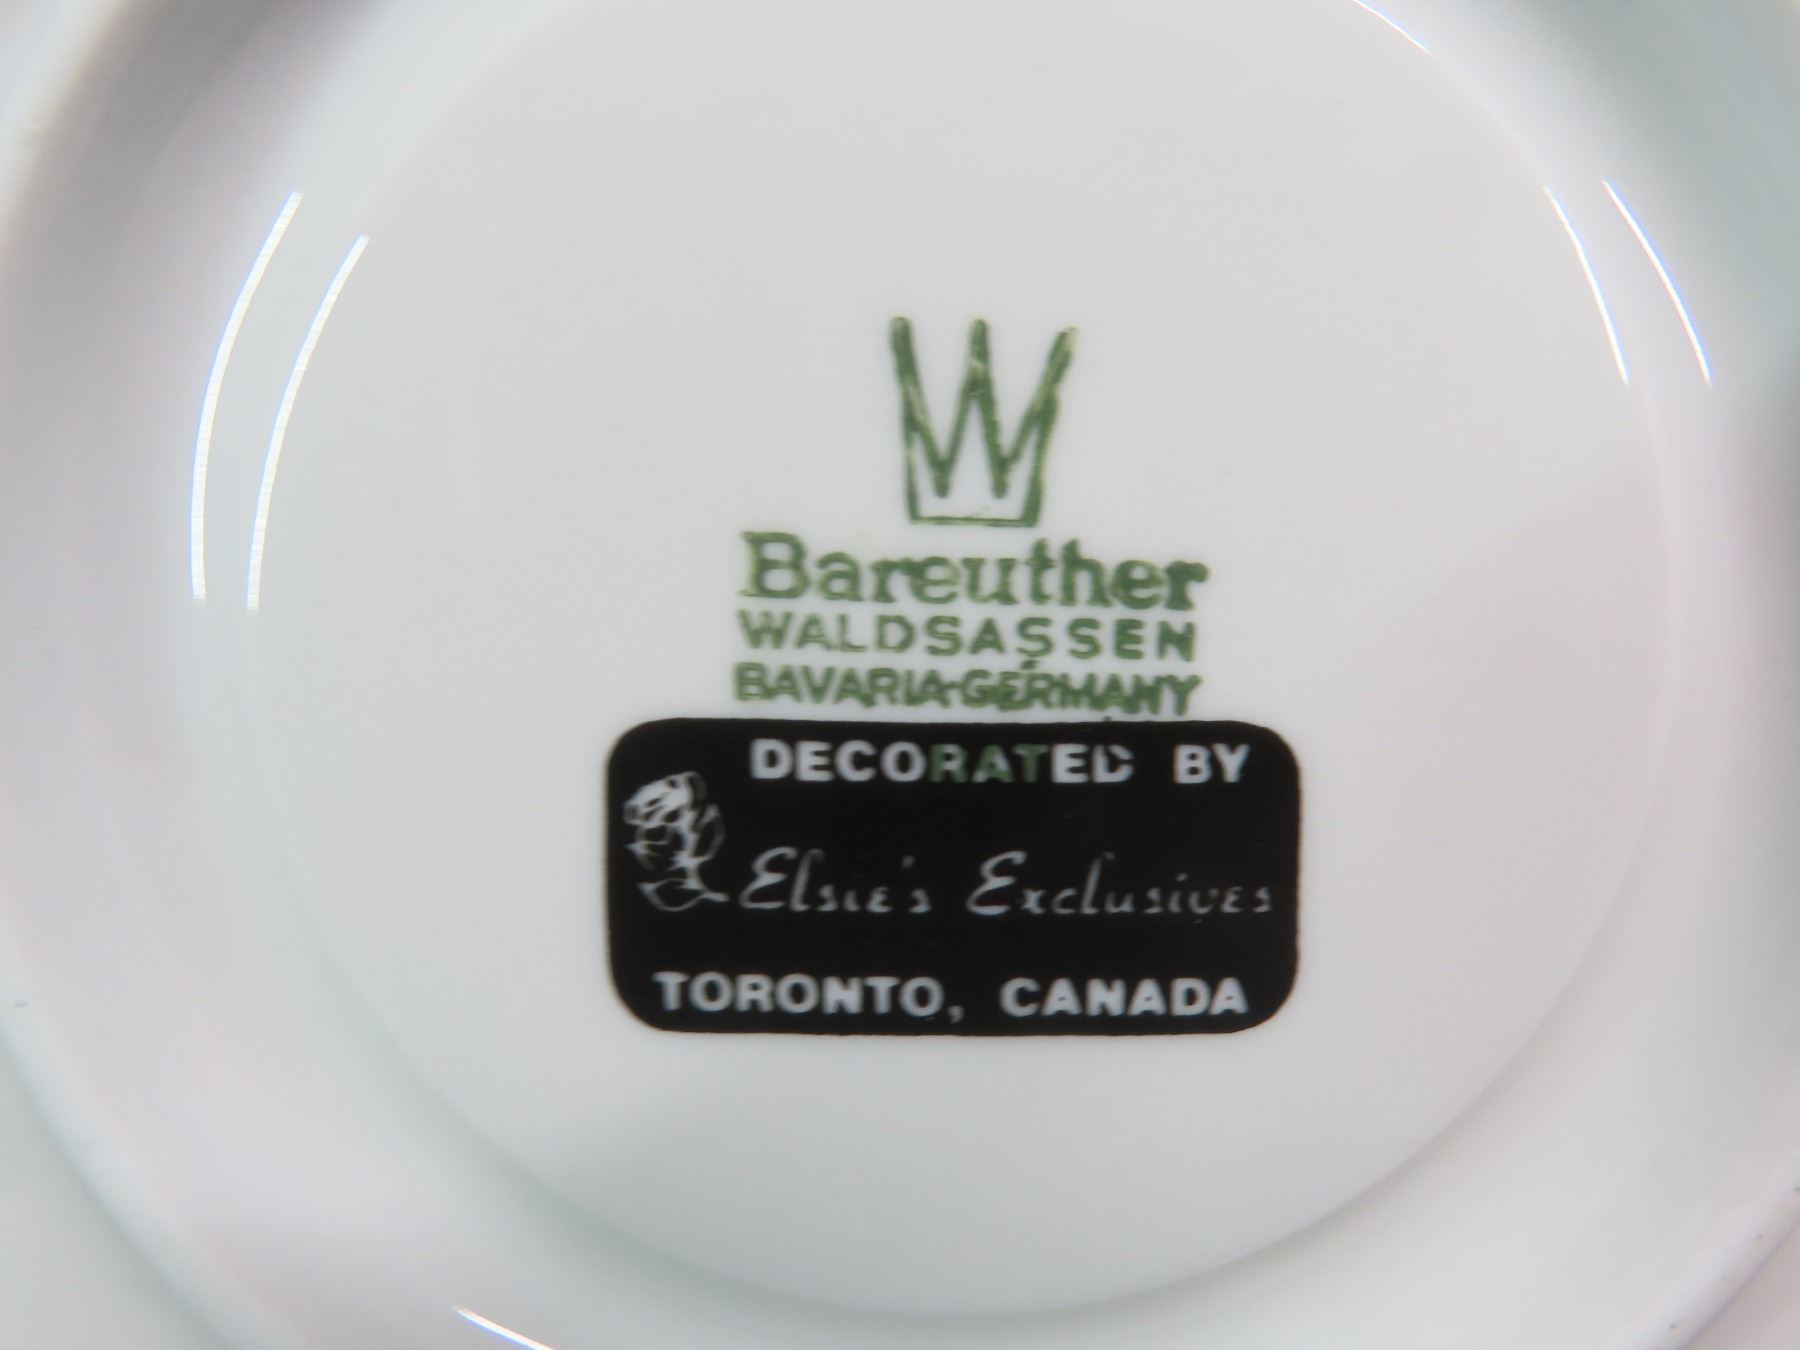 Bareuther
WALDSASSEN
BAVARIA-GERMANY
DECORATED BY
Elsie's Exclusives
TORONTO, CANADA